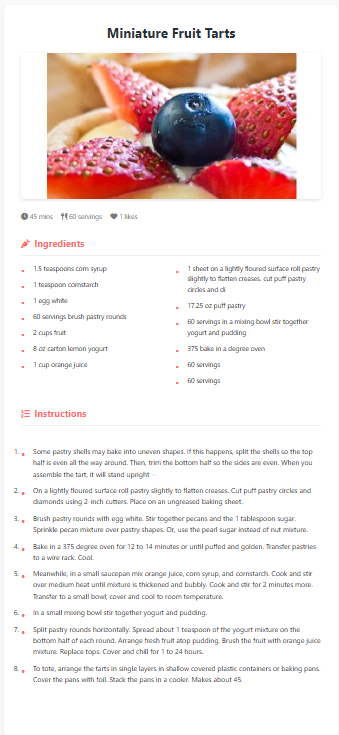 Miniature Fruit Tarts
45 mins 60 servings 1 likes
Ingredients
1.5 teaspoons corn syrup
1 teaspoon cornstarch
1 egg white
60 servings brush pastry rounds
2 cups fruit
8 oz carton lemon yogurt
1 cup orange juice
1 sheet on a lightly floured surface roll pastry
slightly to flatten creases. cut puff pastry
circles and di
17.25 oz puff pastry
60 servings in a mixing bowl stir together
yogurt and pudding
375 bake in a degree oven
60 servings
60 servings
Instructions
1. Some pastry shells may bake into uneven shapes. If this happens, split the shells so the top
half is even all the way around. Then, trim the bottom half so the sides are even. When you
assemble the tart, it will stand upright
2. On a lightly floured surface roll pastry slightly to flatten creases. Cut puff pastry circles and
diamonds using 2-inch cutters. Place on an ungreased baking sheet.
3. Brush pastry rounds with egg white. Stir together pecans and the 1 tablespoon sugar.
Sprinkle pecan mixture over pastry shapes. Or, use the pearl sugar instead of nut mixture.
4. Bake in a 375 degree oven for 12 to 14 minutes or until puffed and golden. Transfer pastries
to a wire rack. Cool.
5. Meanwhile, in a small saucepan mix orange juice, corn syrup, and cornstarch. Cook and stir
over medium heat until mixture is thickened and bubbly. Cook and stir for 2 minutes more.
Transfer to a small bowl; cover and cool to room temperature.
6. In a small mixing bowl stir together yogurt and pudding.
7. Split pastry rounds horizontally. Spread about 1 teaspoon of the yogurt mixture on the
bottom half of each round. Arrange fresh fruit atop pudding. Brush the fruit with orange juice
mixture. Replace tops. Cover and chill for 1 to 24 hours.
8. To tote, arrange the tarts in single layers in shallow covered plastic containers or baking pans.
Cover the pans with foil. Stack the pans in a cooler. Makes about 45.